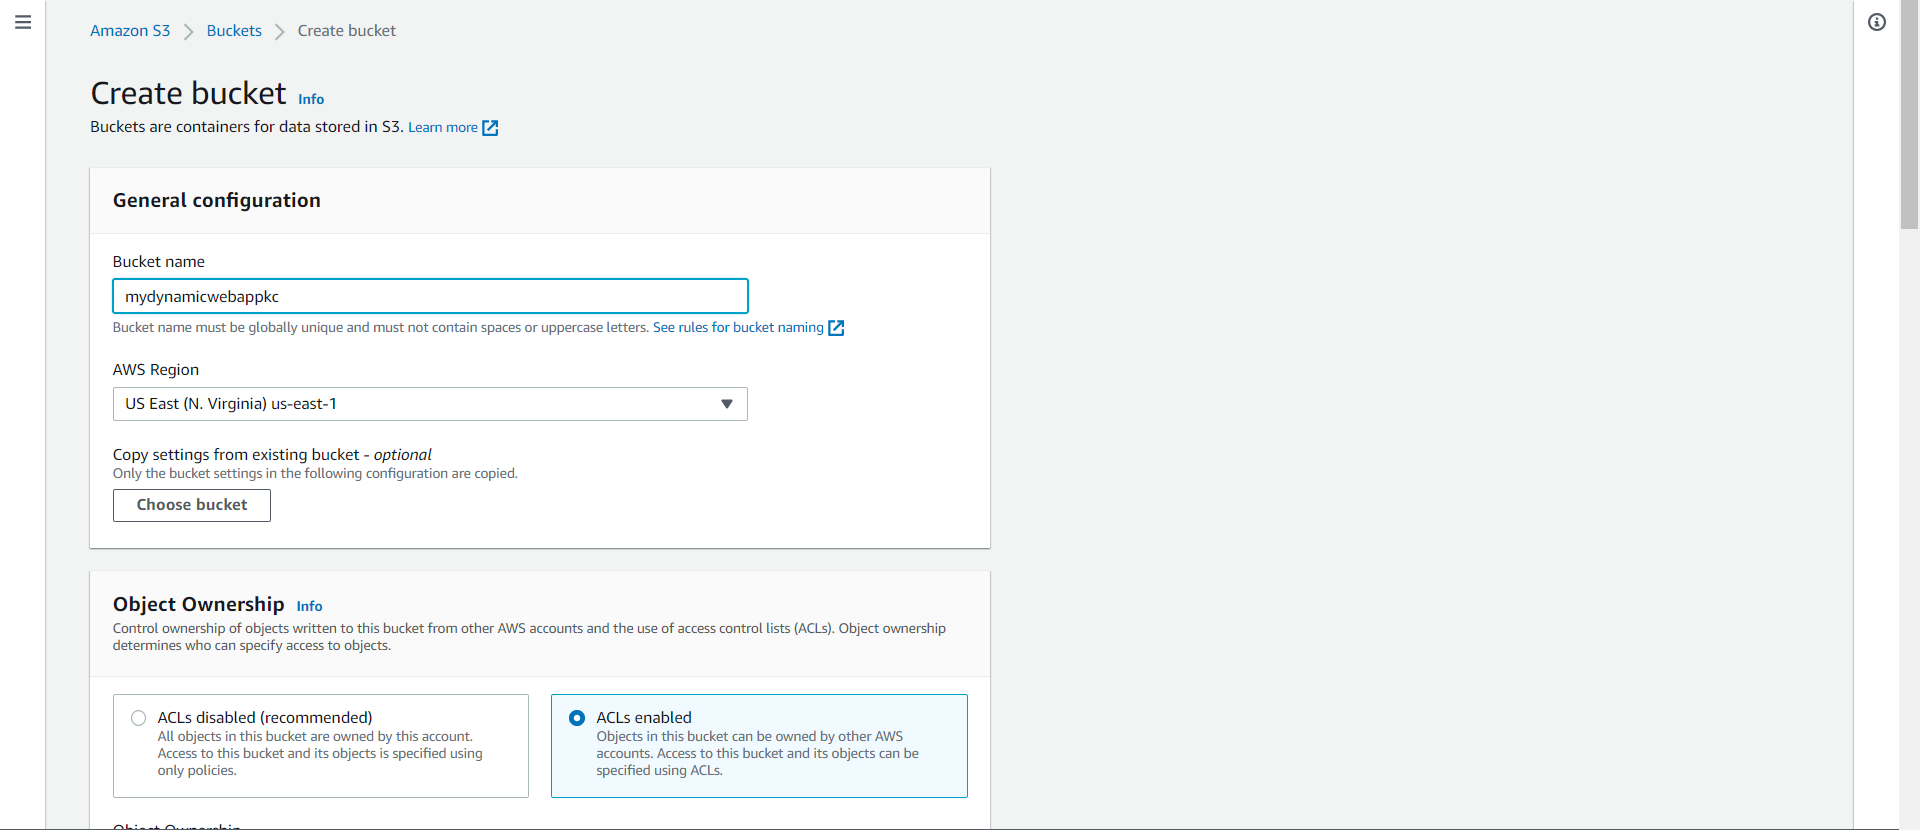 Amazon S3 > Buckets > Create bucket
Create bucket Info
Buckets are containers for data stored in S3. Learn more
General configuration
Bucket name
mydynamicwebappkc
Bucket name must be globally unique and must not contain spaces or uppercase letters. See rules for bucket naming
AWS Region
US East (N. Virginia) us-east-1
Copy settings from existing bucket - optional
Only the bucket settings in the following configuration are copied.
Choose bucket
Object Ownership Info
Control ownership of objects written to this bucket from other AWS accounts and the use of access control lists (ACLs). Object ownership
determines who can specify access to objects.
ACLs disabled (recommended)
All objects in this bucket are owned by this account.
Access to this bucket and its objects is specified using
only policies.
ACLs enabled
Objects in this bucket can be owned by other AWS
accounts. Access to this bucket and its objects can be
specified using ACLs.
Object Ownership